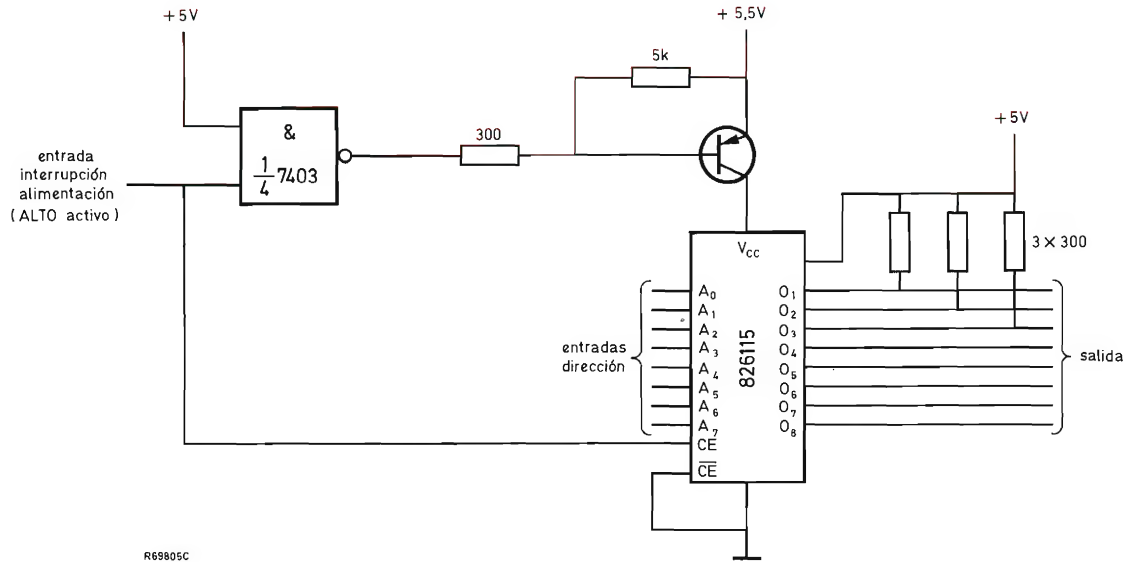 +5V
+ 5,5V
5k
&
1/4 7403
300
+5V
entrada
interrupción
alimentación
(ALTO activo)
3 × 300
VCC
A0
A1
A2
A3
A4
A5
A6
A7
CE
C̅E̅
826115
O1
O2
O3
O4
O5
O6
O7
O8
entradas
dirección
salida
R69805C